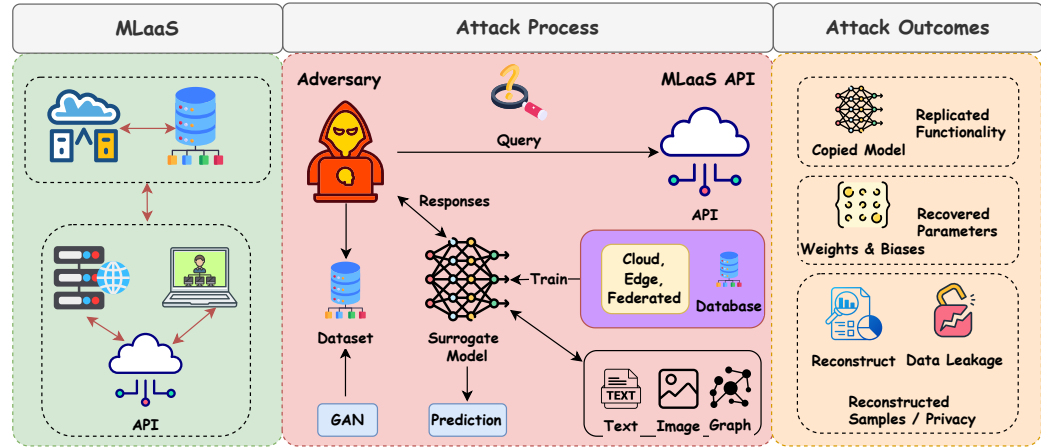 MLaaS
Attack Process
Attack Outcomes
API
Adversary
MLaaS API
Query
API
Responses
Train
Cloud,
Edge,
Federated
Database
Dataset
Surrogate
Model
GAN
Prediction
TEXT
Text
Image
Graph
Replicated
Functionality
Copied Model
Recovered
Parameters
Weights & Biases
Reconstruct
Data Leakage
Reconstructed
Samples / Privacy